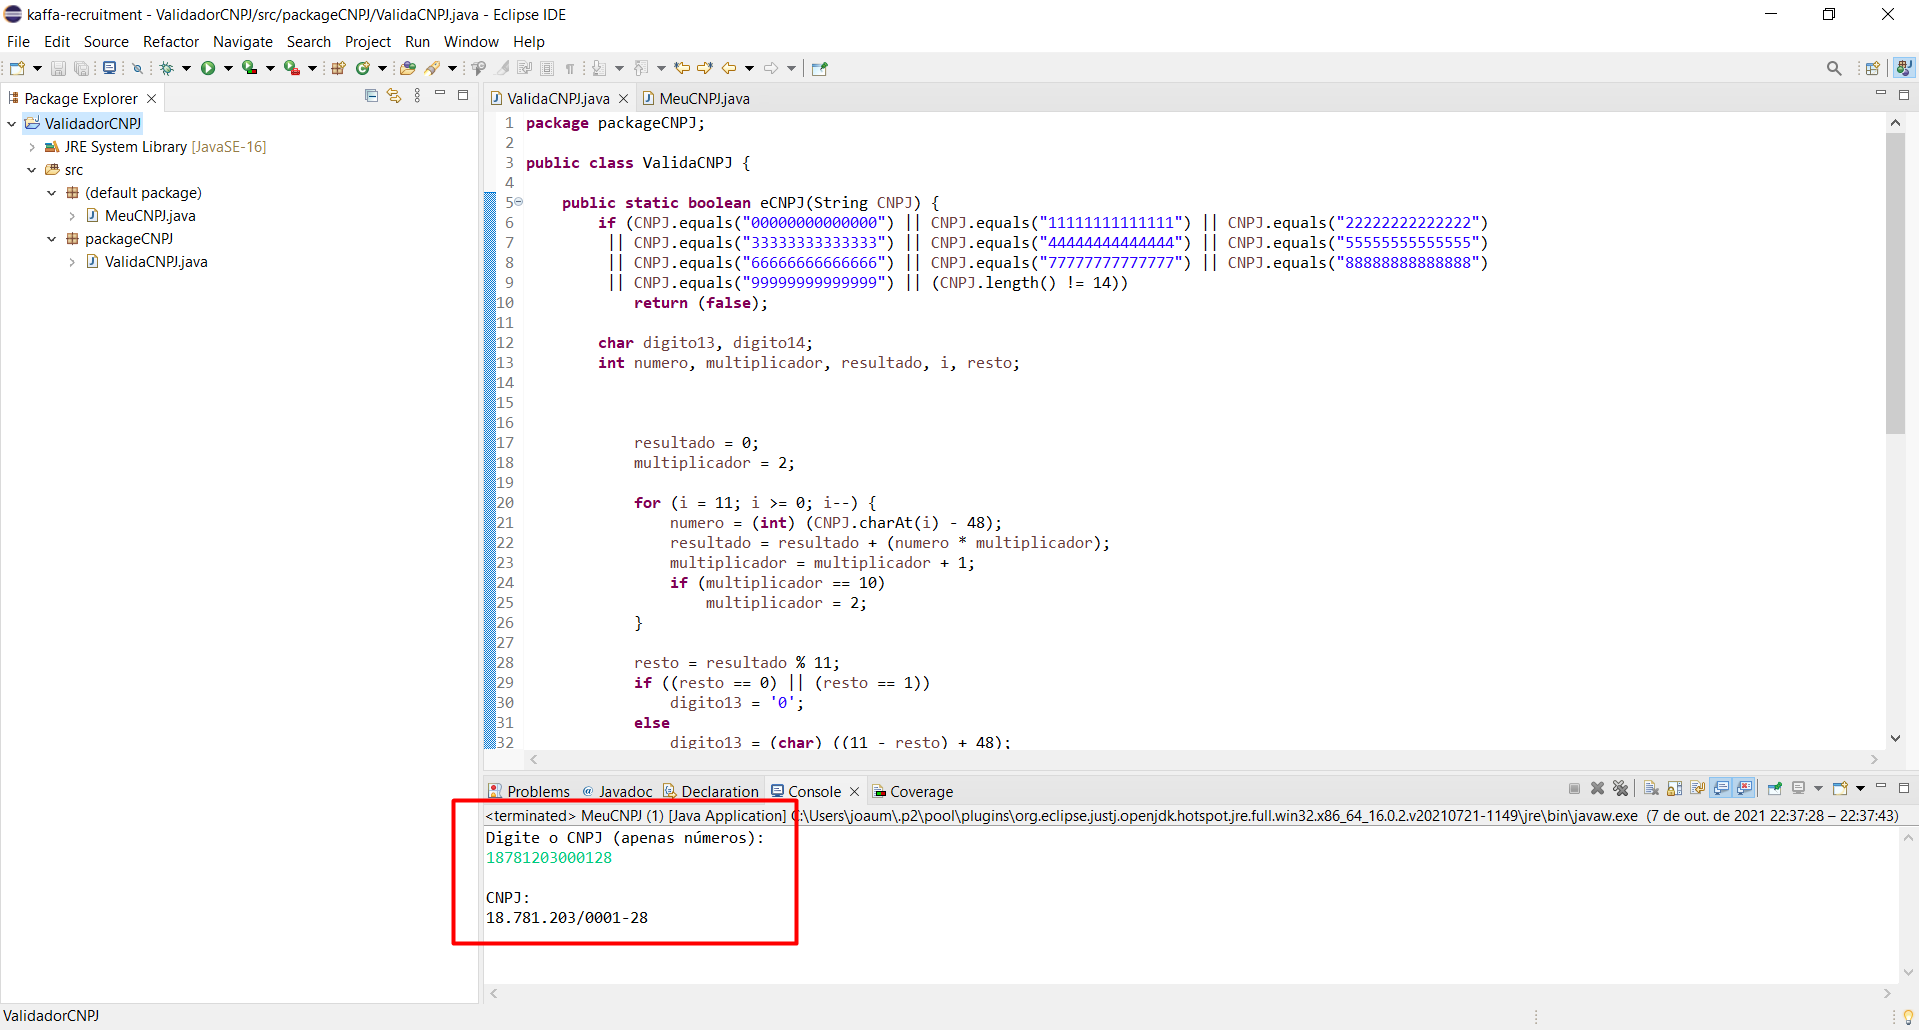 kaffa-recruitment - ValidadorCNPJ/src/packageCNPJ/ValidaCNPJ.java - Eclipse IDE
File Edit Source Refactor Navigate Search Project Run Window Help
Package Explorer
ValidadorCNPJ
JRE System Library [JavaSE-16]
src
(default package)
MeuCNPJ.java
packageCNPJ
ValidaCNPJ.java
ValidaCNPJ.java MeuCNPJ.java
1 package packageCNPJ;
2
3 public class ValidaCNPJ {
4
5 public static boolean eCNPJ(String CNPJ) {
6 if (CNPJ.equals("00000000000000") || CNPJ.equals("11111111111111") || CNPJ.equals("22222222222222")
7 || CNPJ.equals("33333333333333") || CNPJ.equals("44444444444444") || CNPJ.equals("55555555555555")
8 || CNPJ.equals("66666666666666") || CNPJ.equals("77777777777777") || CNPJ.equals("88888888888888")
9 || CNPJ.equals("99999999999999") || (CNPJ.length() != 14))
10 return (false);
11
12 char digito13, digito14;
13 int numero, multiplicador, resultado, i, resto;
14
15
16
17 resultado = 0;
18 multiplicador = 2;
19
20 for (i = 11; i >= 0; i--) {
21 numero = (int) (CNPJ.charAt(i) - 48);
22 resultado = resultado + (numero * multiplicador);
23 multiplicador = multiplicador + 1;
24 if (multiplicador == 10)
25 multiplicador = 2;
26 }
27
28 resto = resultado % 11;
29 if ((resto == 0) || (resto == 1))
30 digito13 = '0';
31 else
32 digito13 = (char) ((11 - resto) + 48);
Problems @ Javadoc Declaration Console Coverage
<terminated> MeuCNPJ (1) [Java Application] C:\Users\joaum\.p2\pool\plugins\org.eclipse.justj.openjdk.hotspot.jre.full.win32.x86_64_16.0.2.v20210721-1149\jre\bin\javaw.exe (7 de out. de 2021 22:37:28 – 22:37:43)
Digite o CNPJ (apenas números):
18781203000128
CNPJ:
18.781.203/0001-28
ValidadorCNPJ